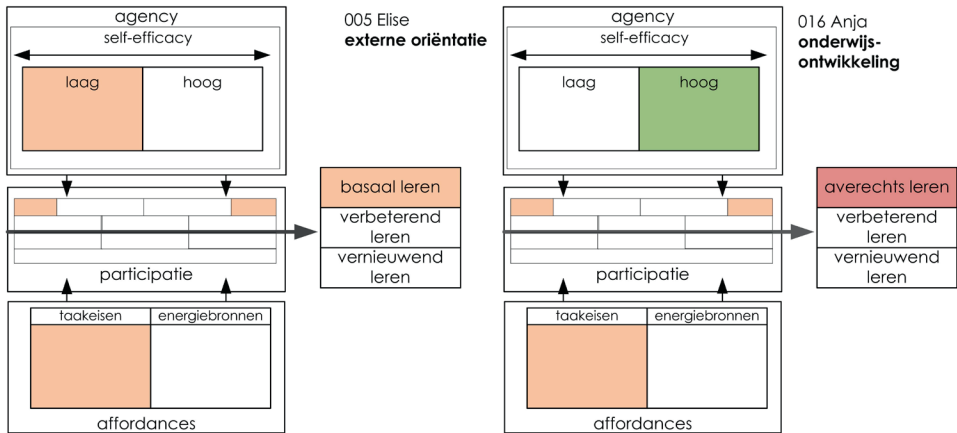 agency
self-efficacy
laag
hoog
participatie
taakeisen
energiebronnen
affordances
005 Elise
externe oriëntatie
basaal leren
verbeterend
leren
vernieuwend
leren
agency
self-efficacy
laag
hoog
participatie
taakeisen
energiebronnen
affordances
016 Anja
onderwijs-
ontwikkeling
averechts leren
verbeterend
leren
vernieuwend
leren